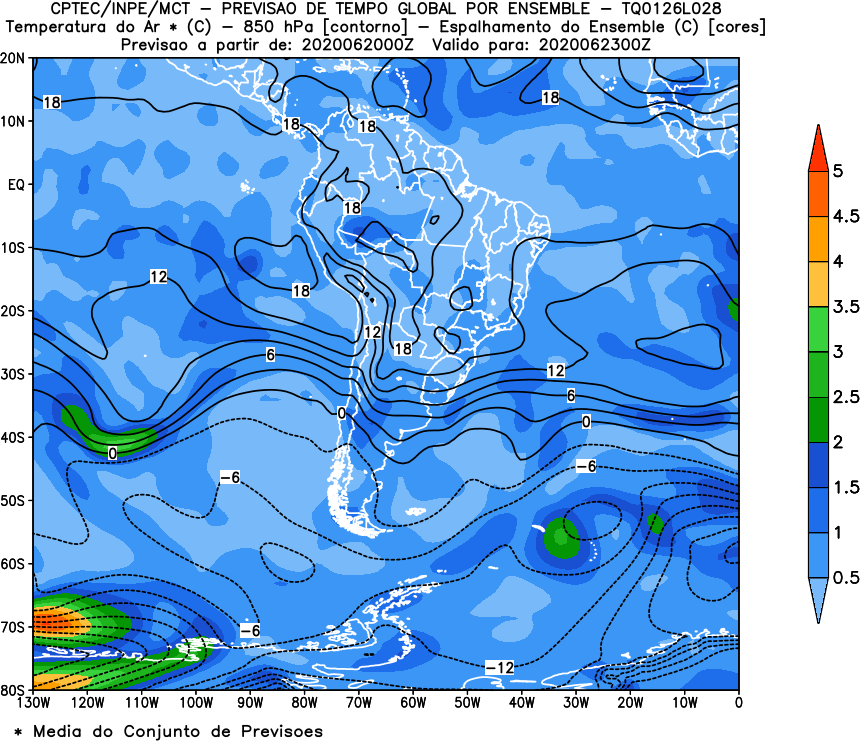 CPTEC/INPE/MCT - PREVISAO DE TEMPO GLOBAL POR ENSEMBLE - TQ0126L028
Temperatura do Ar * (C) - 850 hPa [contorno] - Espalhamento do Ensemble (C) [cores]
Previsao a partir de: 2020062000Z Valido para: 2020062300Z
20N
18
18
10N
18
18
5
EQ
4.5
18
4
10S
12
18
3.5
20S
12
3
18
6
30S
12
2.5
6
0
0
2
40S
0
-6
-6
1.5
50S
1
60S
0.5
70S
-6
-12
80S
130W 120W 110W 100W 90W 80W 70W 60W 50W 40W 30W 20W 10W 0
* Media do Conjunto de Previsoes